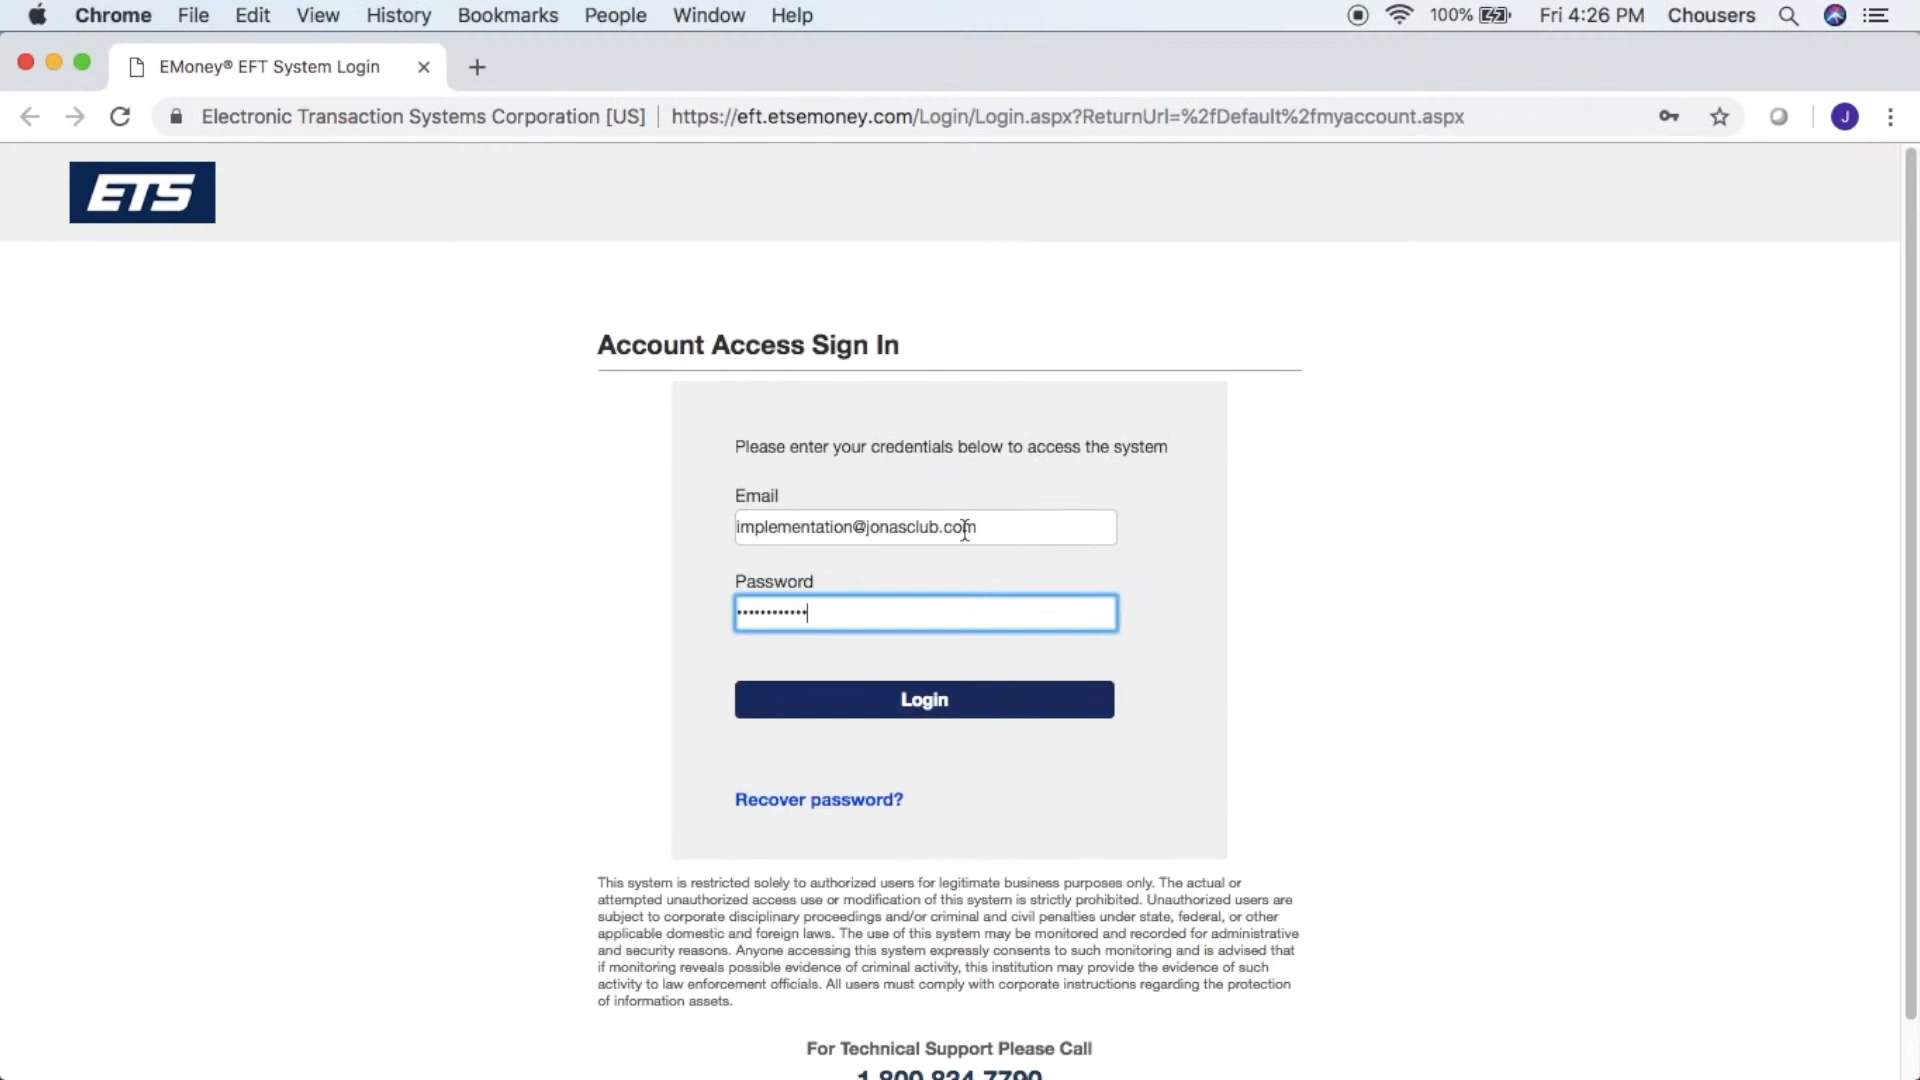 Chrome File Edit View History Bookmarks People Window Help 100% Fri 4:26 PM Chousers
EMoney® EFT System Login
Electronic Transaction Systems Corporation [US] | https://eft.etsemoney.com/Login/Login.aspx?ReturnUrl=%2fDefault%2fmyaccount.aspx J
ETS
Account Access Sign In
Please enter your credentials below to access the system
Email
implementation@jonasclub.com
Password
••••••••••••
Login
Recover password?
This system is restricted solely to authorized users for legitimate business purposes only. The actual or
attempted unauthorized access use or modification of this system is strictly prohibited. Unauthorized users are
subject to corporate disciplinary proceedings and/or criminal and civil penalties under state, federal, or other
applicable domestic and foreign laws. The use of this system may be monitored and recorded for administrative
and security reasons. Anyone accessing this system expressly consents to such monitoring and is advised that
if monitoring reveals possible evidence of criminal activity, this institution may provide the evidence of such
activity to law enforcement officials. All users must comply with corporate instructions regarding the protection
of information assets.
For Technical Support Please Call
1.800.834.7790